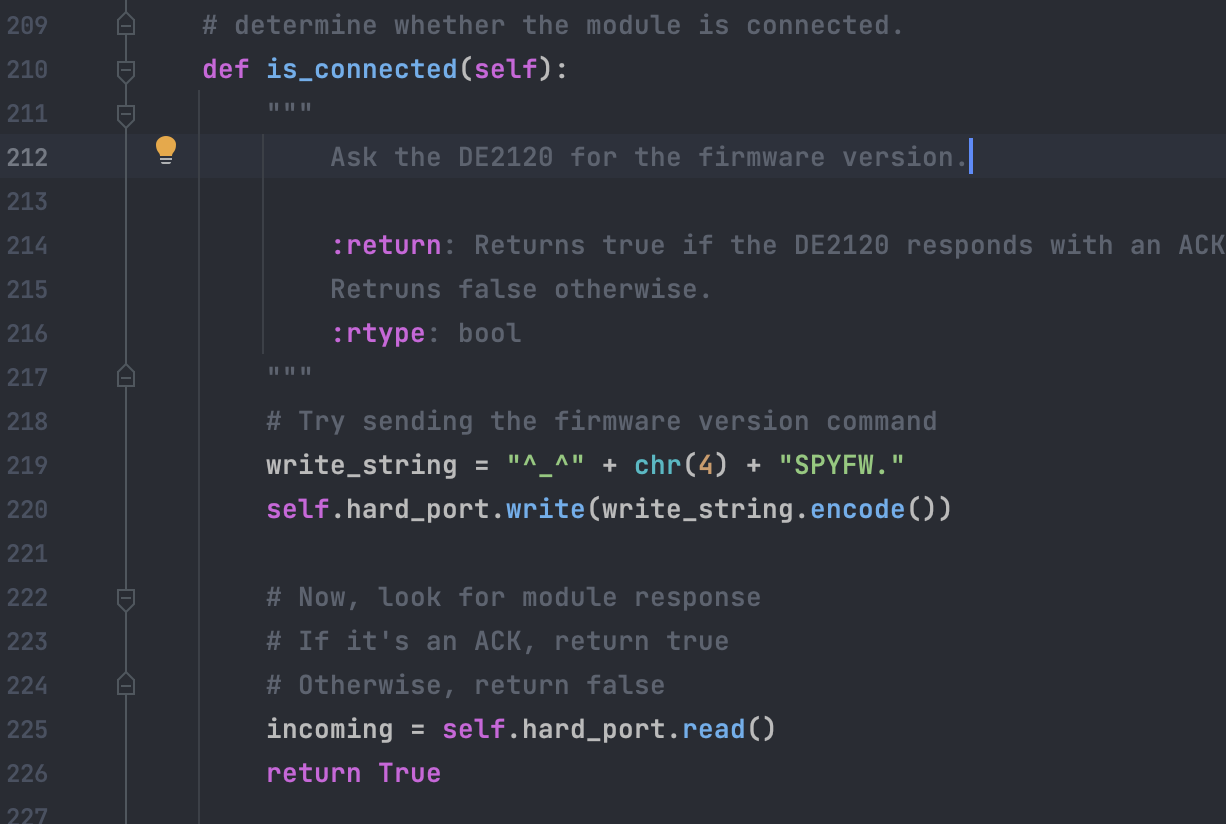 209 # determine whether the module is connected.
210 def is_connected(self):
211 """
212 Ask the DE2120 for the firmware version.
213
214 :return: Returns true if the DE2120 responds with an ACK
215 Retruns false otherwise.
216 :rtype: bool
217 """
218 # Try sending the firmware version command
219 write_string = "^_^" + chr(4) + "SPYFW."
220 self.hard_port.write(write_string.encode())
221
222 # Now, look for module response
223 # If it's an ACK, return true
224 # Otherwise, return false
225 incoming = self.hard_port.read()
226 return True
227